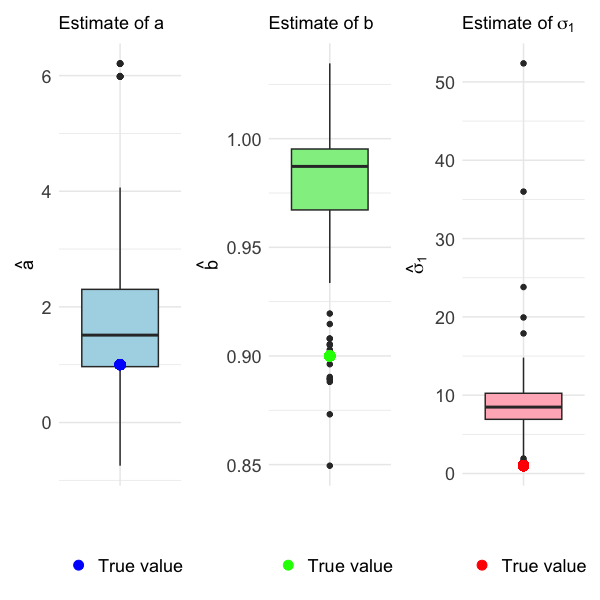 Estimate of a
Estimate of b
Estimate of σ₁
6
4
2
0
â
1.00
0.95
0.90
0.85
b̂
50
40
30
20
10
0
σ̂₁
True value
True value
True value